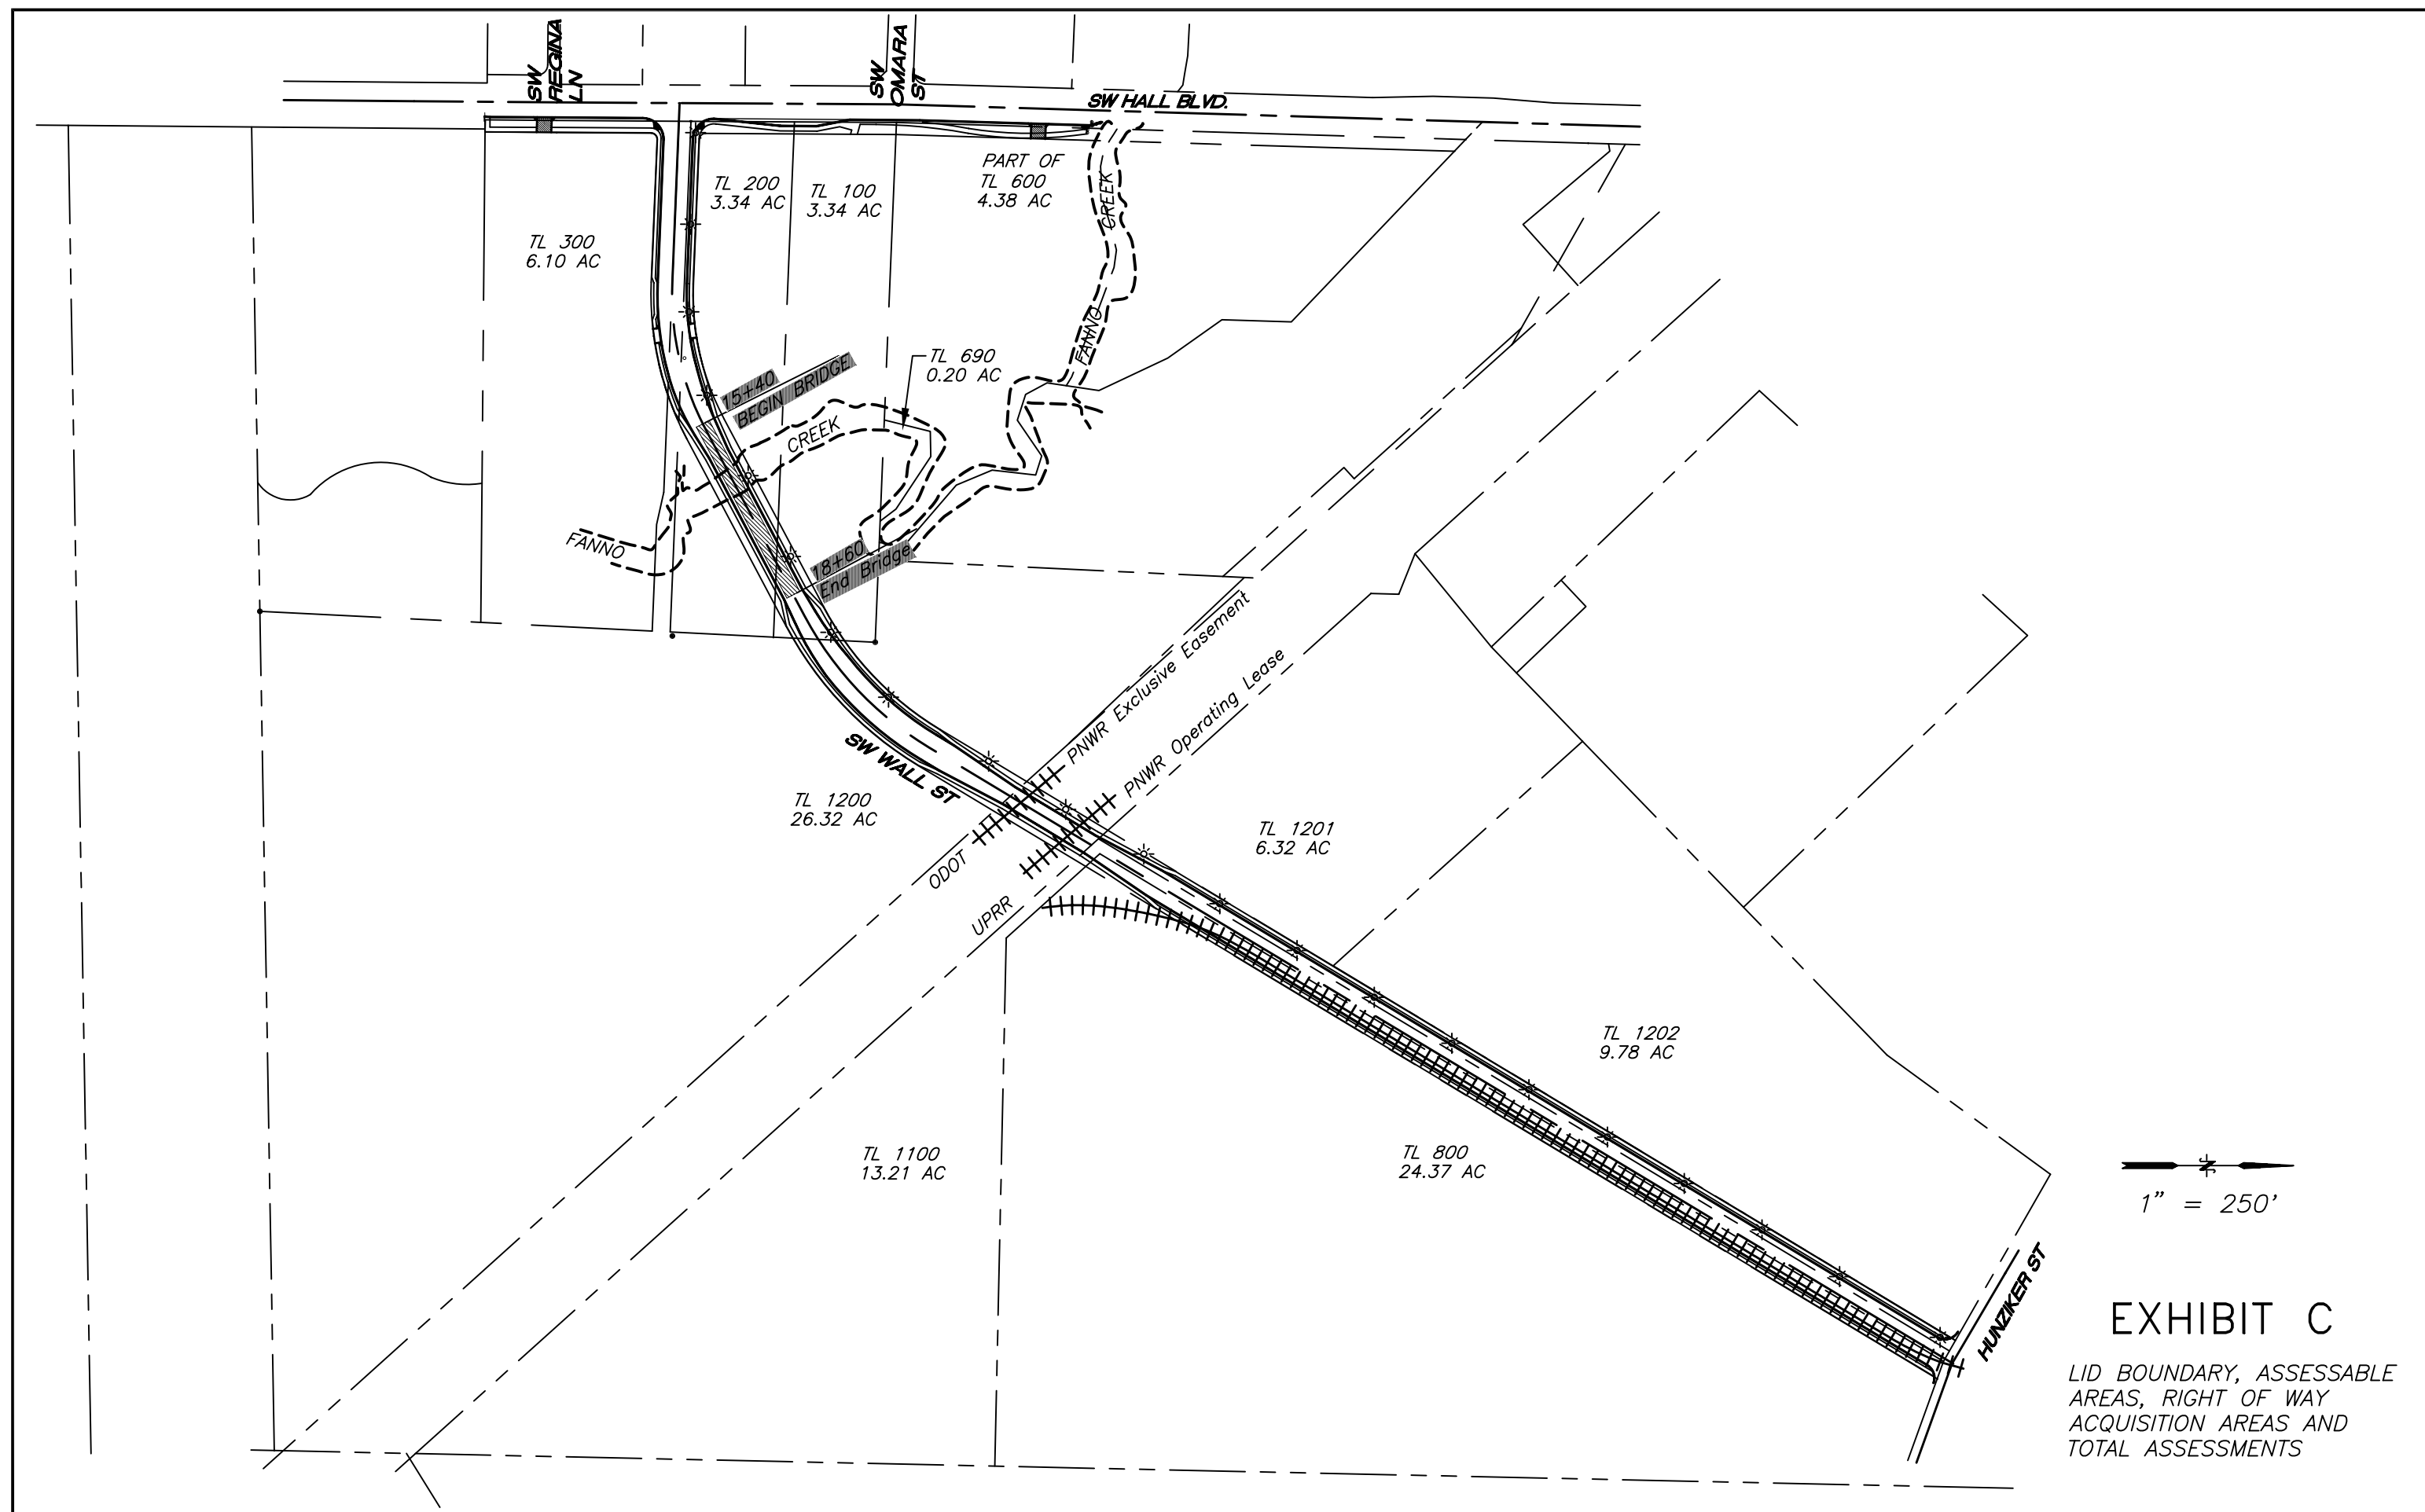 SW
REGINA
LN
SW
OMARA
ST
SW HALL BLVD.
PART OF
TL 600
4.38 AC
TL 200
3.34 AC
TL 100
3.34 AC
CREEK
TL 300
6.10 AC
FANNO
TL 690
0.20 AC
15+40
BEGIN BRIDGE
CREEK
FANNO
18+60
End Bridge
PNWR Exclusive Easement
PNWR Operating Lease
SW WALL ST
TL 1200
26.32 AC
TL 1201
6.32 AC
ODOT
UPRR
TL 1202
9.78 AC
TL 1100
13.21 AC
TL 800
24.37 AC
N
1" = 250'
HUNZIKER ST
EXHIBIT C
LID BOUNDARY, ASSESSABLE
AREAS, RIGHT OF WAY
ACQUISITION AREAS AND
TOTAL ASSESSMENTS